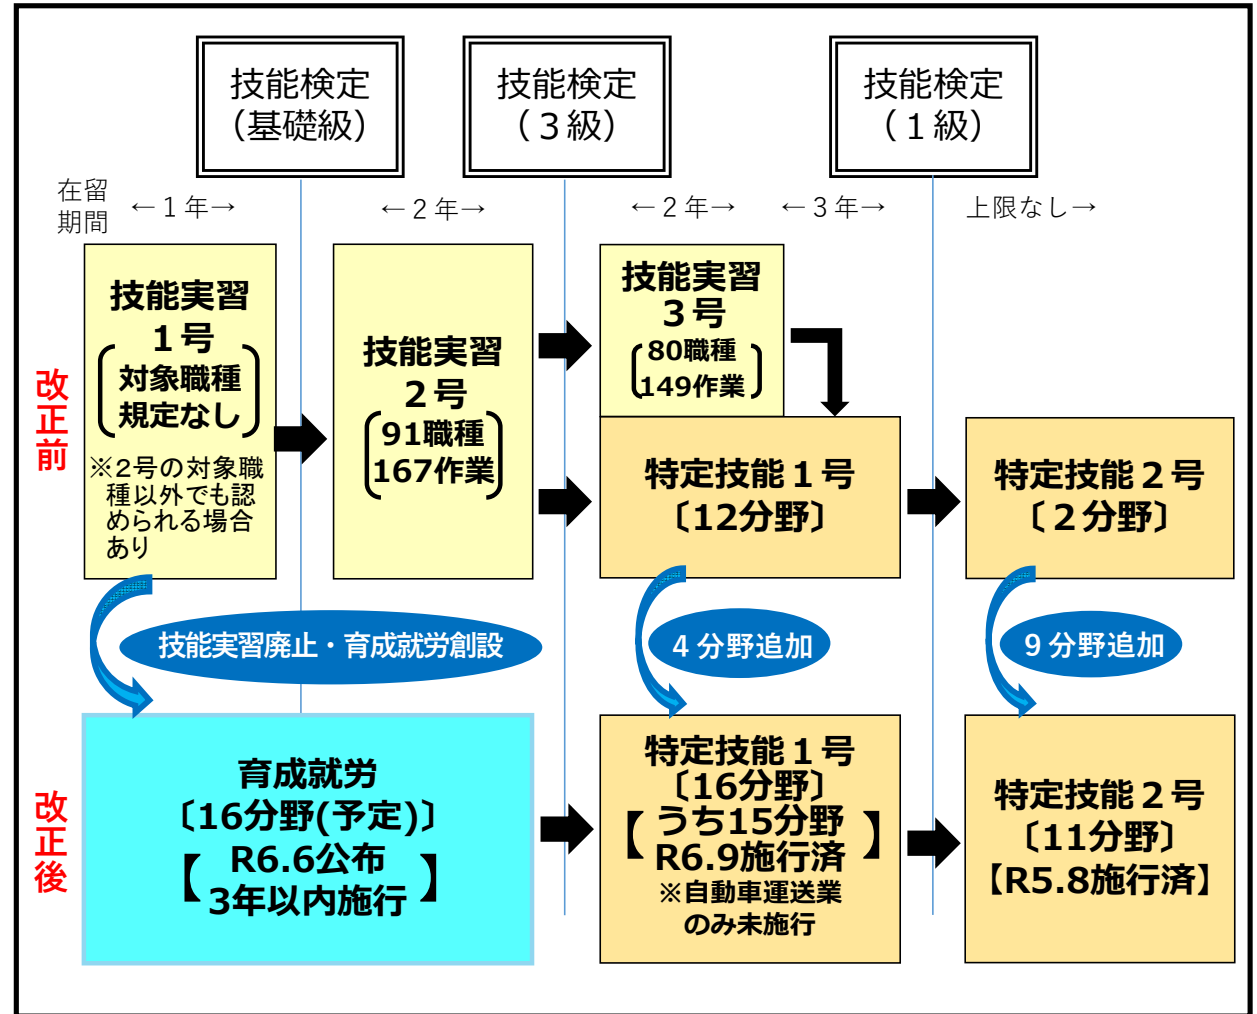 技能検定
（基礎級）
技能検定
（３級）
技能検定
（１級）
在留
期間
←１年→
←２年→
←２年→
←３年→
上限なし→
改正前
技能実習
１号
対象職種
規定なし
※2号の対象職
種以外でも認
められる場合
あり
技能実習
２号
91職種
167作業
技能実習
３号
80職種
149作業
特定技能１号
〔12分野〕
特定技能２号
〔２分野〕
技能実習廃止・育成就労創設
４分野追加
９分野追加
改正後
育成就労
〔16分野(予定)〕
【R6.6公布
3年以内施行】
特定技能１号
〔16分野〕
【うち15分野
R6.9施行済】
※自動車運送業
のみ未施行
特定技能２号
〔11分野〕
【R5.8施行済】